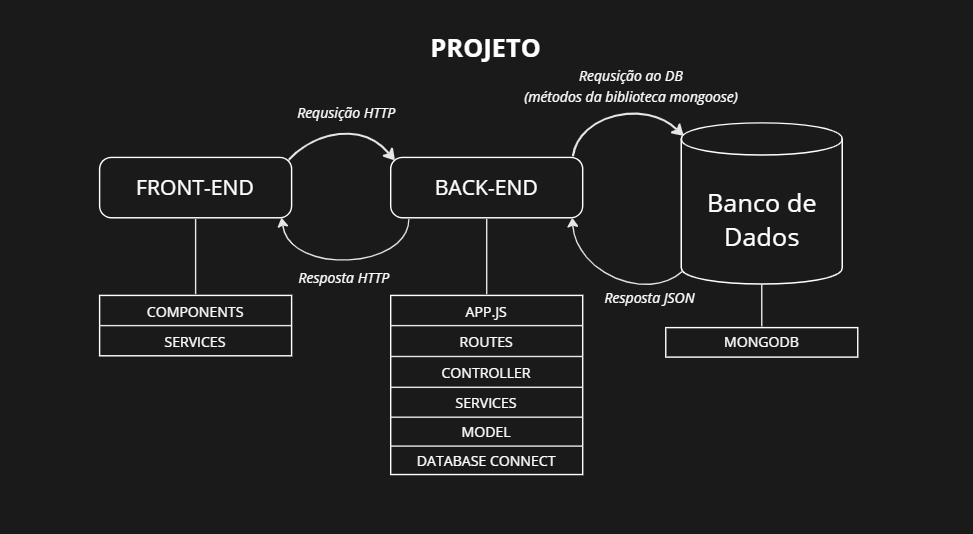 PROJETO
Requsição ao DB
(métodos da biblioteca mongoose)
Requsição HTTP
FRONT-END
BACK-END
Banco de
Dados
Resposta HTTP
Resposta JSON
COMPONENTS
SERVICES
APP.JS
ROUTES
CONTROLLER
SERVICES
MODEL
DATABASE CONNECT
MONGODB